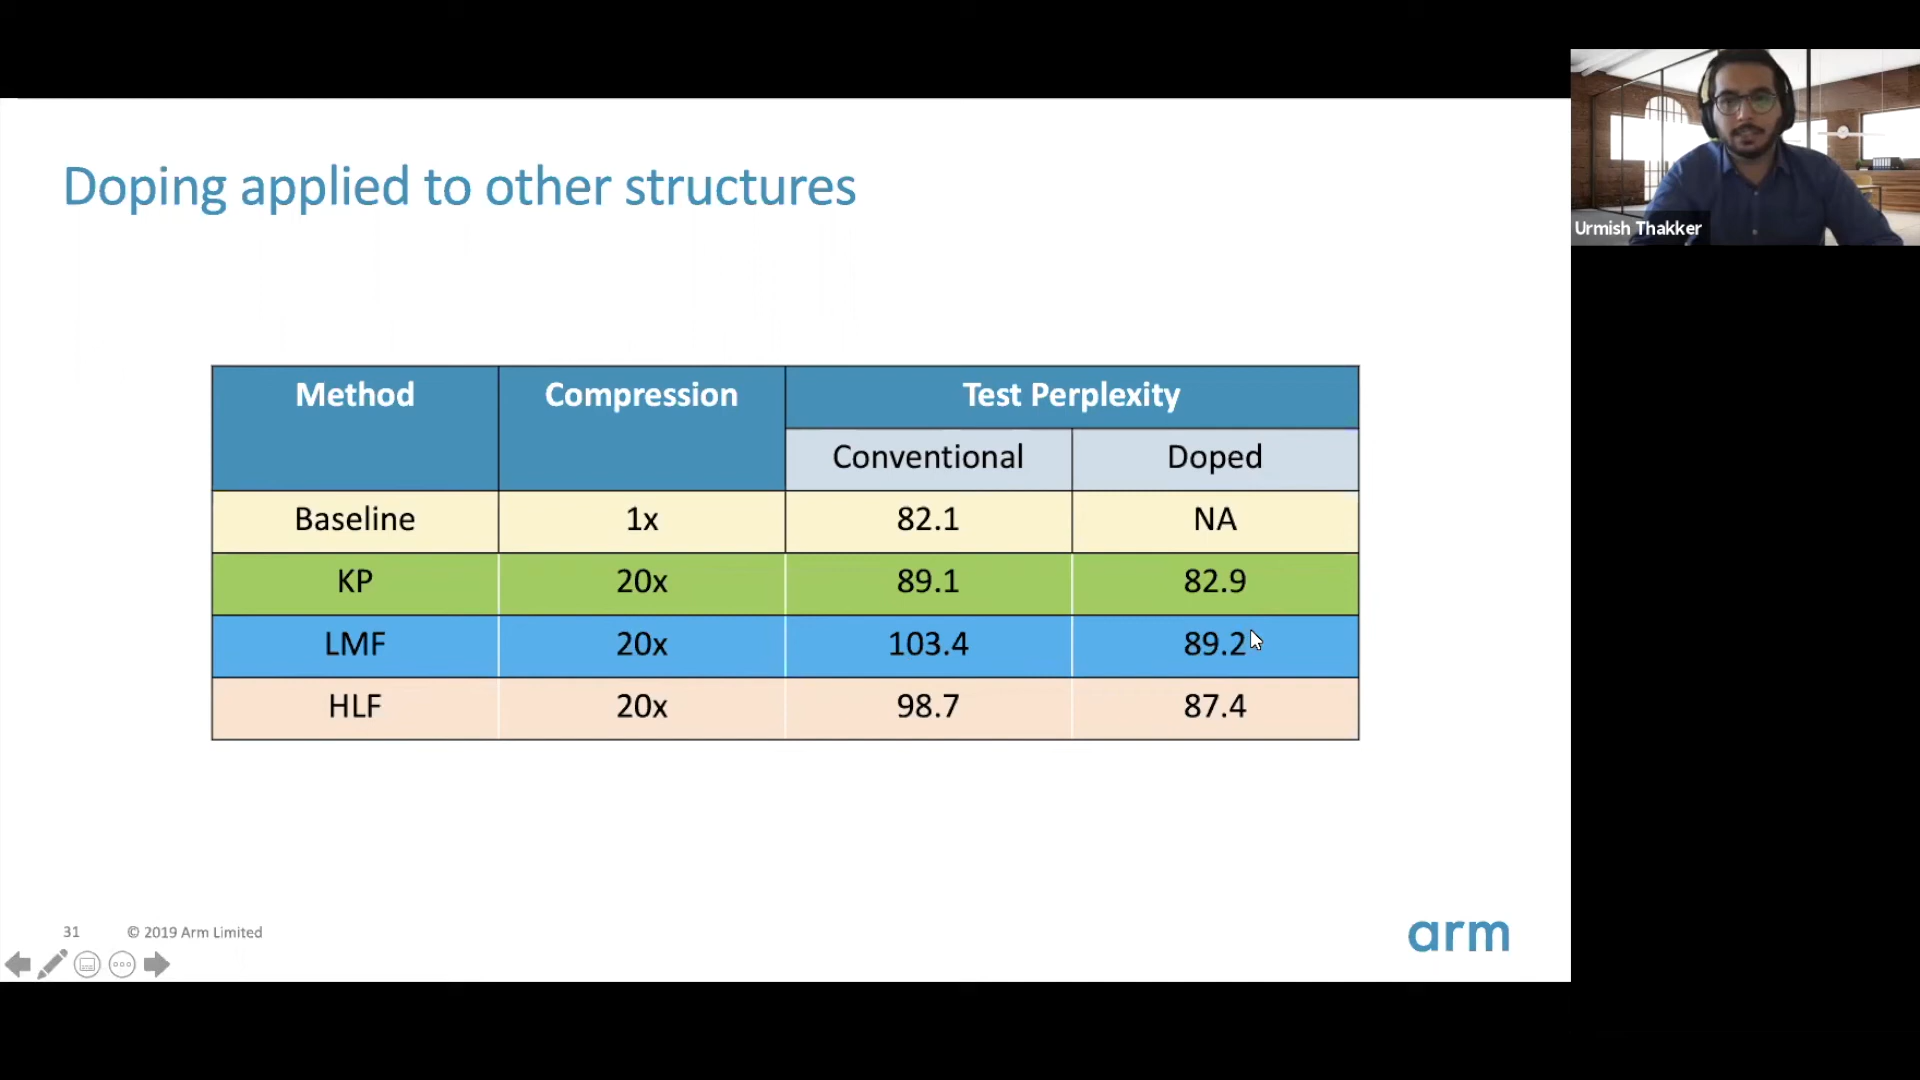 Doping applied to other structures
Urmish Thakker
Method Compression Test Perplexity
Conventional Doped
Baseline 1x 82.1 NA
KP 20x 89.1 82.9
LMF 20x 103.4 89.2
HLF 20x 98.7 87.4
31 © 2019 Arm Limited
arm